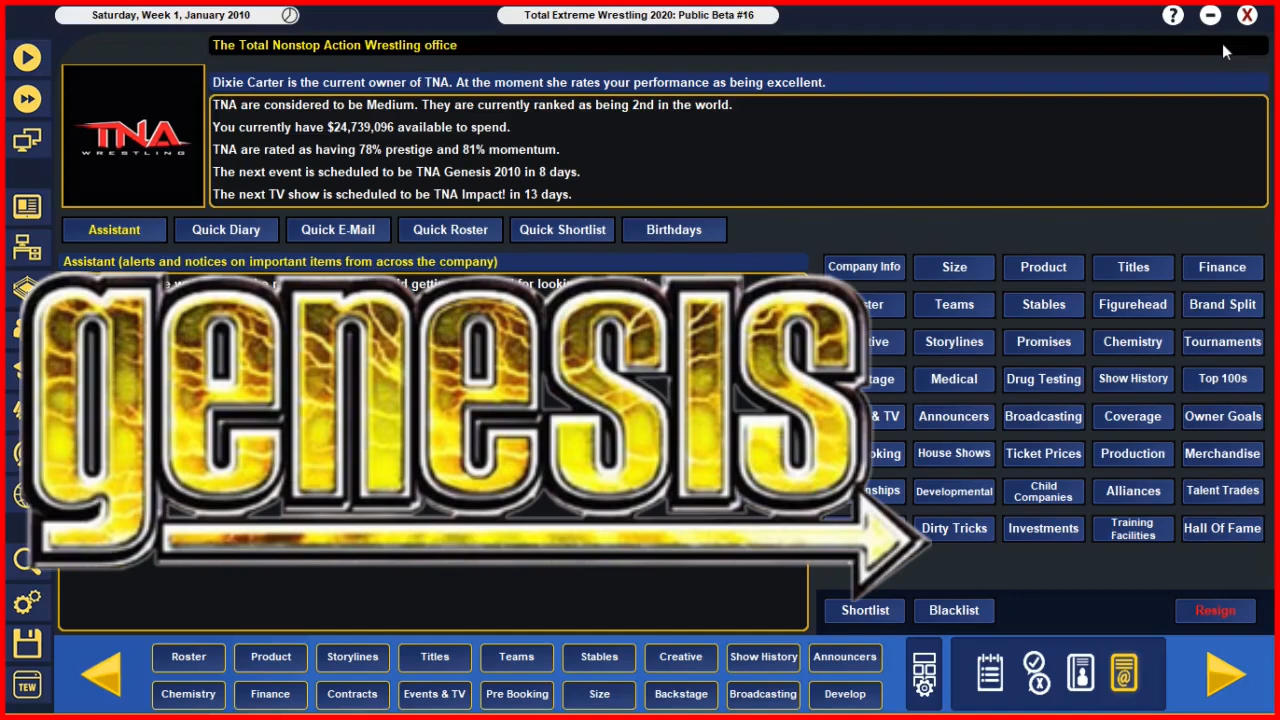 Saturday, Week 1, January 2010
Total Extreme Wrestling 2020: Public Beta #16
?
X
The Total Nonstop Action Wrestling office
TNA
WRESTLING
Dixie Carter is the current owner of TNA. At the moment she rates your performance as being excellent.
TNA are considered to be Medium. They are currently ranked as being 2nd in the world.
You currently have $24,739,096 available to spend.
TNA are rated as having 78% prestige and 81% momentum.
The next event is scheduled to be TNA Genesis 2010 in 8 days.
The next TV show is scheduled to be TNA Impact! in 13 days.
Assistant Quick Diary Quick E-Mail Quick Roster Quick Shortlist Birthdays
Assistant (alerts and notices on important items from across the company)
genesis
Company Info Size Product Titles Finance
Teams Stables Figurehead Brand Split
Storylines Promises Chemistry Tournaments
Medical Drug Testing Show History Top 100s
& TV Announcers Broadcasting Coverage Owner Goals
House Shows Ticket Prices Production Merchandise
Developmental Child Companies Alliances Talent Trades
Dirty Tricks Investments Training Facilities Hall Of Fame
Shortlist Blacklist Resign
Roster Product Storylines Titles Teams Stables Creative Show History Announcers
Chemistry Finance Contracts Events & TV Pre Booking Size Backstage Broadcasting Develop
TEW